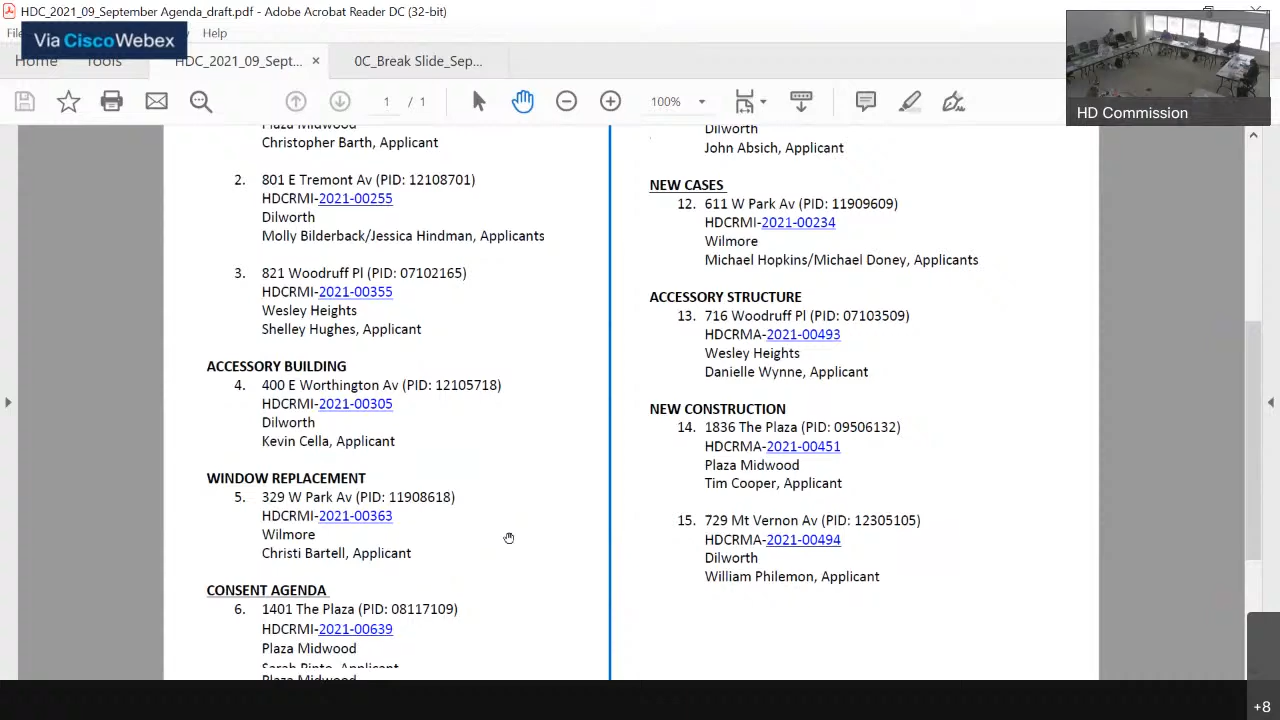 HDC_2021_09_September Agenda_draft.pdf - Adobe Acrobat Reader DC (32-bit)
Help
Via Cisco Webex
Home
Tools
HDC_2021_09_Sept...
×
0C_Break Slide_Sep...
1 / 1
100%
HD Commission
Plaza Midwood
Christopher Barth, Applicant
2. 801 E Tremont Av (PID: 12108701)
HDCRMI-2021-00255
Dilworth
Molly Bilderback/Jessica Hindman, Applicants
3. 821 Woodruff Pl (PID: 07102165)
HDCRMI-2021-00355
Wesley Heights
Shelley Hughes, Applicant
ACCESSORY BUILDING
4. 400 E Worthington Av (PID: 12105718)
HDCRMI-2021-00305
Dilworth
Kevin Cella, Applicant
WINDOW REPLACEMENT
5. 329 W Park Av (PID: 11908618)
HDCRMI-2021-00363
Wilmore
Christi Bartell, Applicant
CONSENT AGENDA
6. 1401 The Plaza (PID: 08117109)
HDCRMI-2021-00639
Plaza Midwood
Sarah Pinto, Applicant
Plaza Midwood
Dilworth
John Absich, Applicant
NEW CASES
12. 611 W Park Av (PID: 11909609)
HDCRMI-2021-00234
Wilmore
Michael Hopkins/Michael Doney, Applicants
ACCESSORY STRUCTURE
13. 716 Woodruff Pl (PID: 07103509)
HDCRMA-2021-00493
Wesley Heights
Danielle Wynne, Applicant
NEW CONSTRUCTION
14. 1836 The Plaza (PID: 09506132)
HDCRMA-2021-00451
Plaza Midwood
Tim Cooper, Applicant
15. 729 Mt Vernon Av (PID: 12305105)
HDCRMA-2021-00494
Dilworth
William Philemon, Applicant
+8